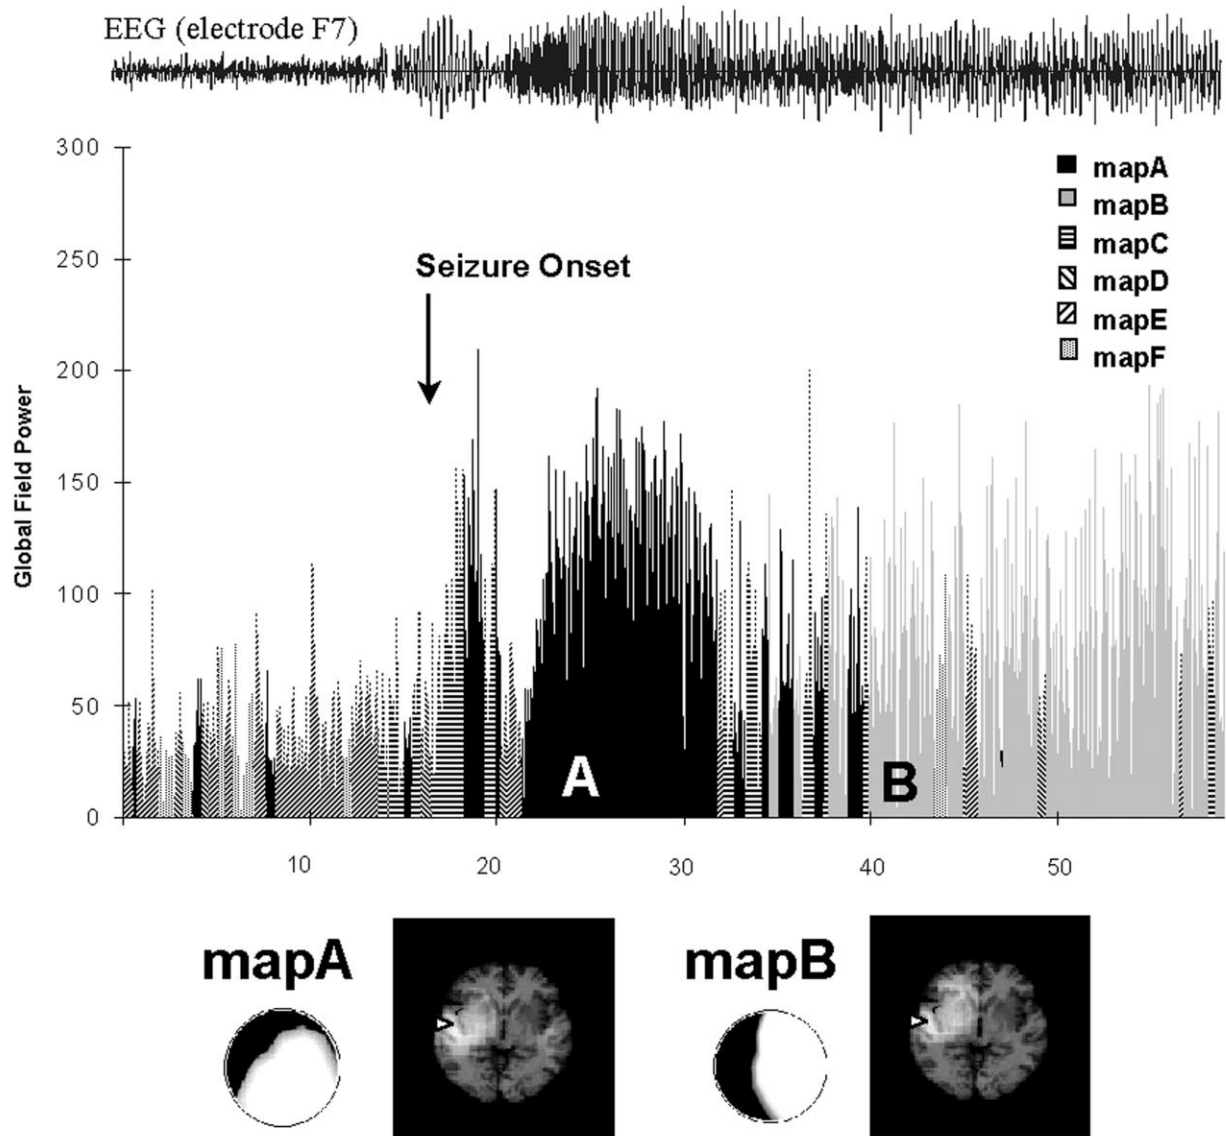 EEG (electrode F7)
300
250
200
150
100
50
0
Global Field Power
Seizure Onset
mapA
mapB
mapC
mapD
mapE
mapF
A
B
10
20
30
40
50
mapA
mapB